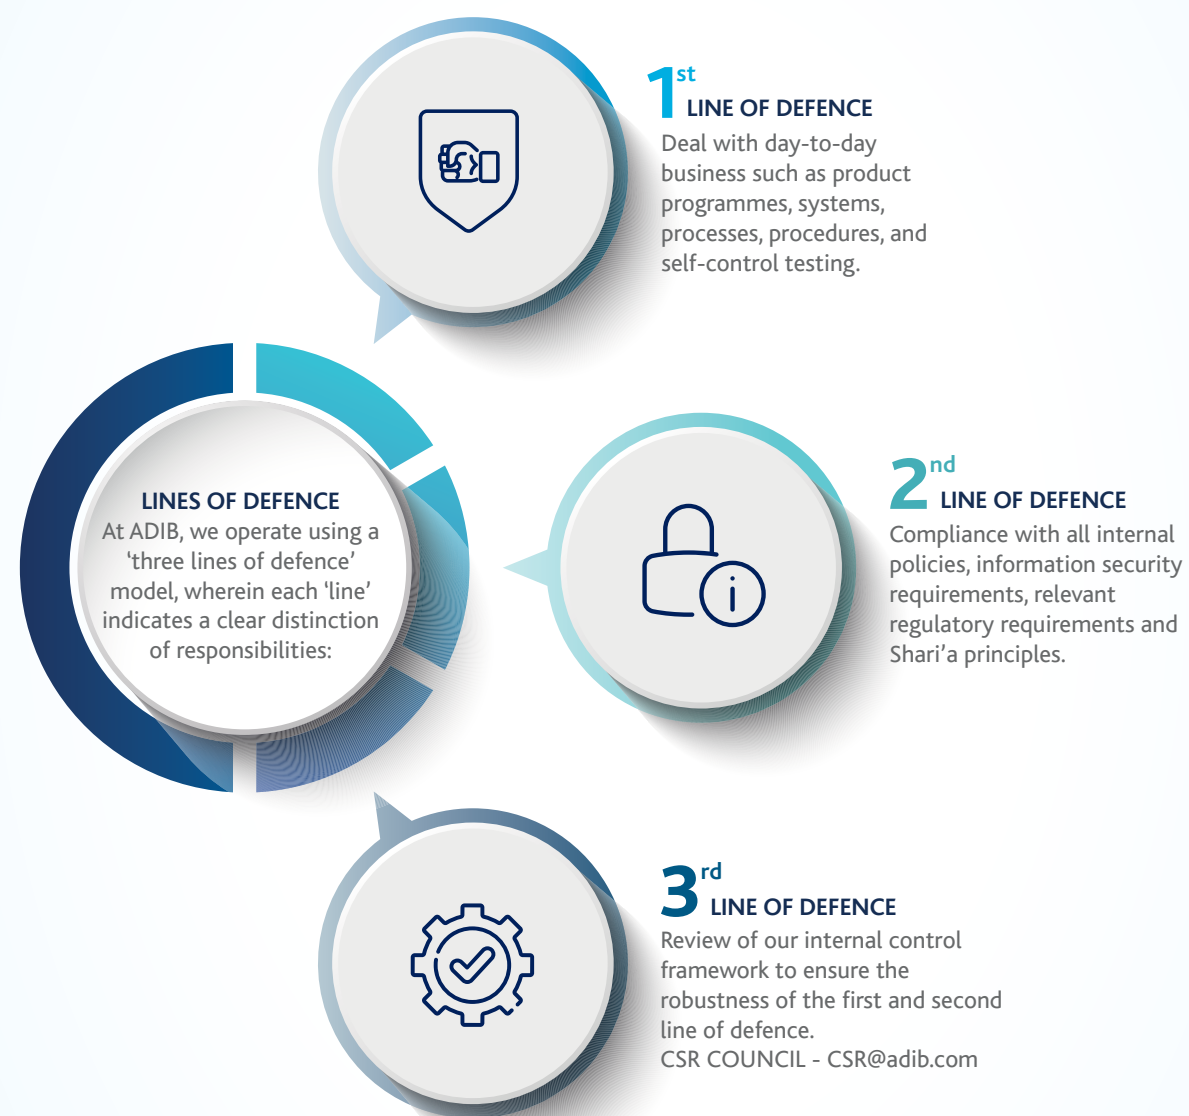 1st
LINE OF DEFENCE
Deal with day-to-day
business such as product
programmes, systems,
processes, procedures, and
self-control testing.
LINES OF DEFENCE
At ADIB, we operate using a
‘three lines of defence’
model, wherein each ‘line’
indicates a clear distinction
of responsibilities:
2nd
LINE OF DEFENCE
Compliance with all internal
policies, information security
requirements, relevant
regulatory requirements and
Shari’a principles.
3rd
LINE OF DEFENCE
Review of our internal control
framework to ensure the
robustness of the first and second
line of defence.
CSR COUNCIL - CSR@adib.com